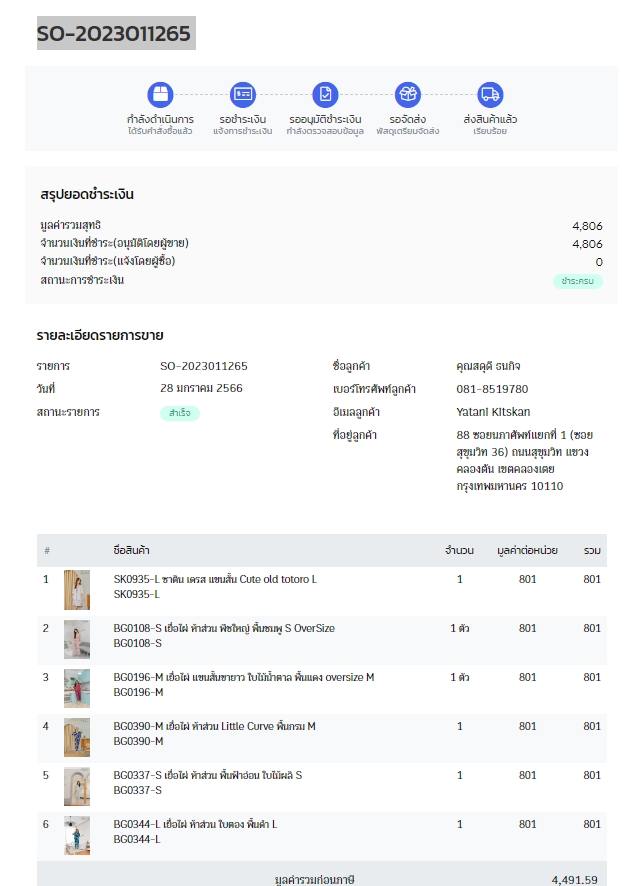 SO-2023011265
กำลังดำเนินการ
ได้รับคำสั่งซื้อแล้ว
รอชำระเงิน
แจ้งการชำระเงิน
รออนุมัติชำระเงิน
กำลังตรวจสอบข้อมูล
รอจัดส่ง
พัสดุเตรียมจัดส่ง
ส่งสินค้าแล้ว
เรียบร้อย
สรุปยอดชำระเงิน
มูลค่ารวมสุทธิ 4,806
จำนวนเงินที่ชำระ(อนุมัติโดยผู้ขาย) 4,806
จำนวนเงินที่ชำระ(แจ้งโดยผู้ซื้อ) 0
สถานะการชำระเงิน ชำระครบ
รายละเอียดรายการขาย
รายการ SO-2023011265
วันที่ 28 มกราคม 2566
สถานะรายการ สำเร็จ
ชื่อลูกค้า คุณสดุดี ธนกิจ
เบอร์โทรศัพท์ลูกค้า 081-8519780
อีเมลลูกค้า Yatani Kitskan
ที่อยู่ลูกค้า 88 ซอยนภาศัพท์แยกที่ 1 (ซอย
สุขุมวิท 36) ถนนสุขุมวิท แขวง
คลองตัน เขตคลองเตย
กรุงเทพมหานคร 10110
# ชื่อสินค้า จำนวน มูลค่าต่อหน่วย รวม
1 SK0935-L ซาติน เดรส แขนสั้น Cute old totoro L 1 801 801
SK0935-L
2 BG0108-S เยื่อไผ่ ห้าส่วน พืชใหญ่ พื้นชมพู S OverSize 1 ตัว 801 801
BG0108-S
3 BG0196-M เยื่อไผ่ แขนสั้นขายาว ใบไม้น้ำตาล พื้นแดง oversize M 1 ตัว 801 801
BG0196-M
4 BG0390-M เยื่อไผ่ ห้าส่วน Little Curve พื้นกรม M 1 801 801
BG0390-M
5 BG0337-S เยื่อไผ่ ห้าส่วน พื้นฟ้าอ่อน ใบไม้ผลิ S 1 801 801
BG0337-S
6 BG0344-L เยื่อไผ่ ห้าส่วน ใบตอง พื้นดำ L 1 801 801
BG0344-L
มูลค่ารวมก่อนภาษี 4,491.59